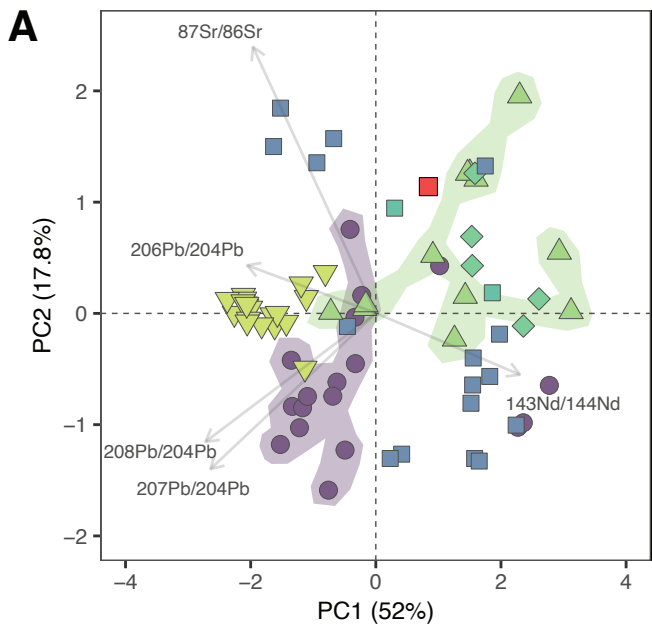 A
87Sr/86Sr
206Pb/204Pb
143Nd/144Nd
208Pb/204Pb
207Pb/204Pb
PC2 (17.8%)
2
1
0
−1
−2
−4
−2
0
2
4
PC1 (52%)